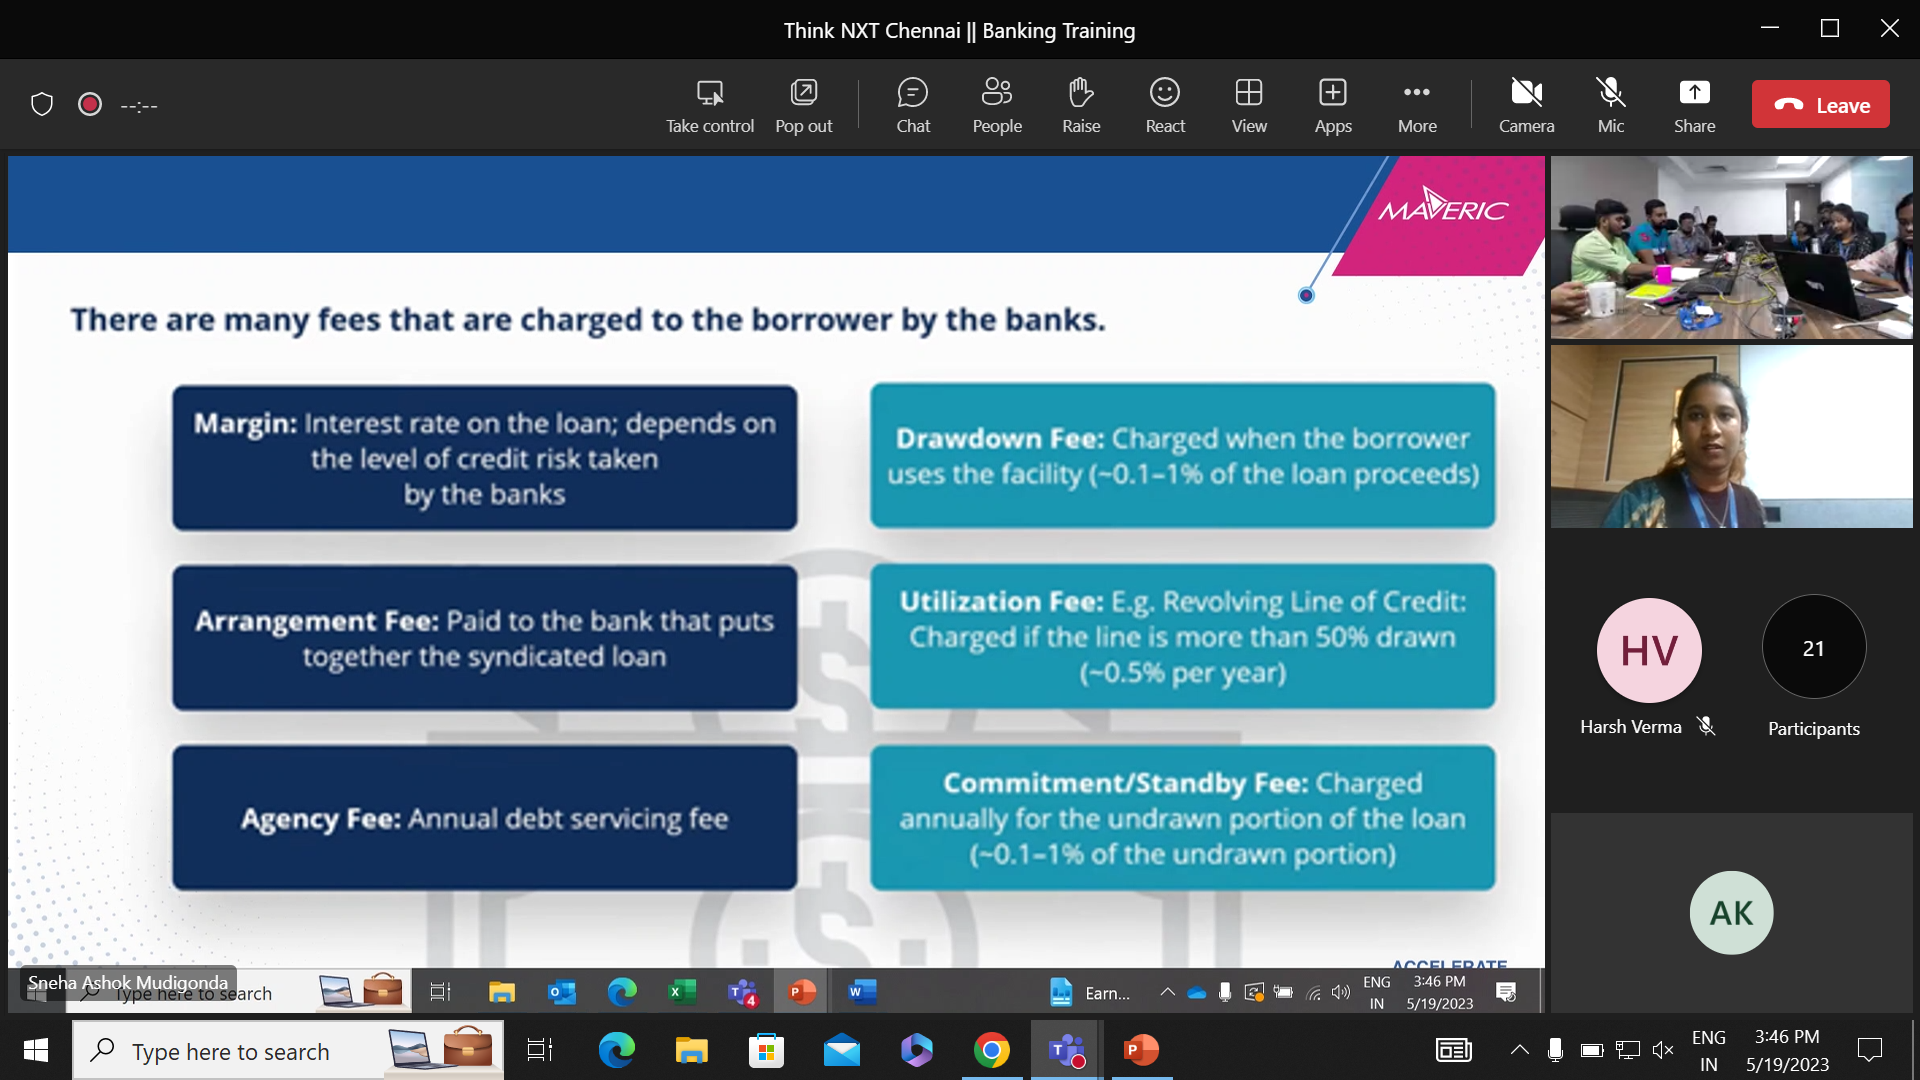 Think NXT Chennai || Banking Training
--:--
Take control
Pop out
Chat
People
Raise
React
View
Apps
More
Camera
Mic
Share
Leave
MAVERIC
There are many fees that are charged to the borrower by the banks.
Margin: Interest rate on the loan; depends on
the level of credit risk taken
by the banks
Drawdown Fee: Charged when the borrower
uses the facility (~0.1–1% of the loan proceeds)
Arrangement Fee: Paid to the bank that puts
together the syndicated loan
Utilization Fee: E.g. Revolving Line of Credit:
Charged if the line is more than 50% drawn
(~0.5% per year)
Agency Fee: Annual debt servicing fee
Commitment/Standby Fee: Charged
annually for the undrawn portion of the loan
(~0.1–1% of the undrawn portion)
ACCELERATE
HV
Harsh Verma
21
Participants
AK
Sneha Ashok Mudigonda
Type here to search
4
Earn...
ENG
IN
3:46 PM
5/19/2023
Type here to search
ENG
IN
3:46 PM
5/19/2023